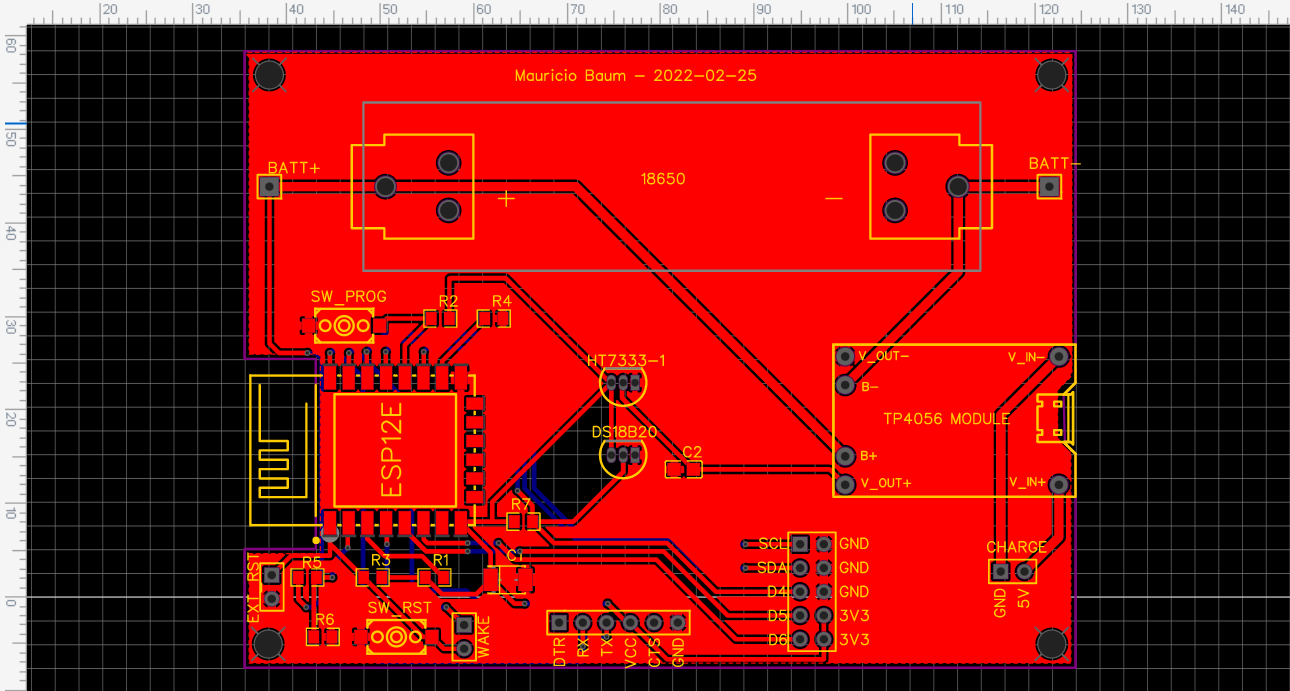 20 30 40 50 60 70 80 90 100 110 120 130 140
60
50
40
30
20
10
0
Mauricio Baum - 2022-02-25
BATT+
BATT-
18650
+ -
SW_PROG
R2
R4
HT7333-1
V_OUT-
V_IN-
B-
ESP12E
TP4056 MODULE
DS18B20
C2
B+
V_OUT+
V_IN+
R7
SCL GND
CHARGE
C1
R5
R3
R1
SDA GND
EXT_RST
D4 GND
GND
5V
SW_RST
D5 3V3
R6
WAKE
D6 3V3
DTR
RX
TX
VCC
CTS
GND